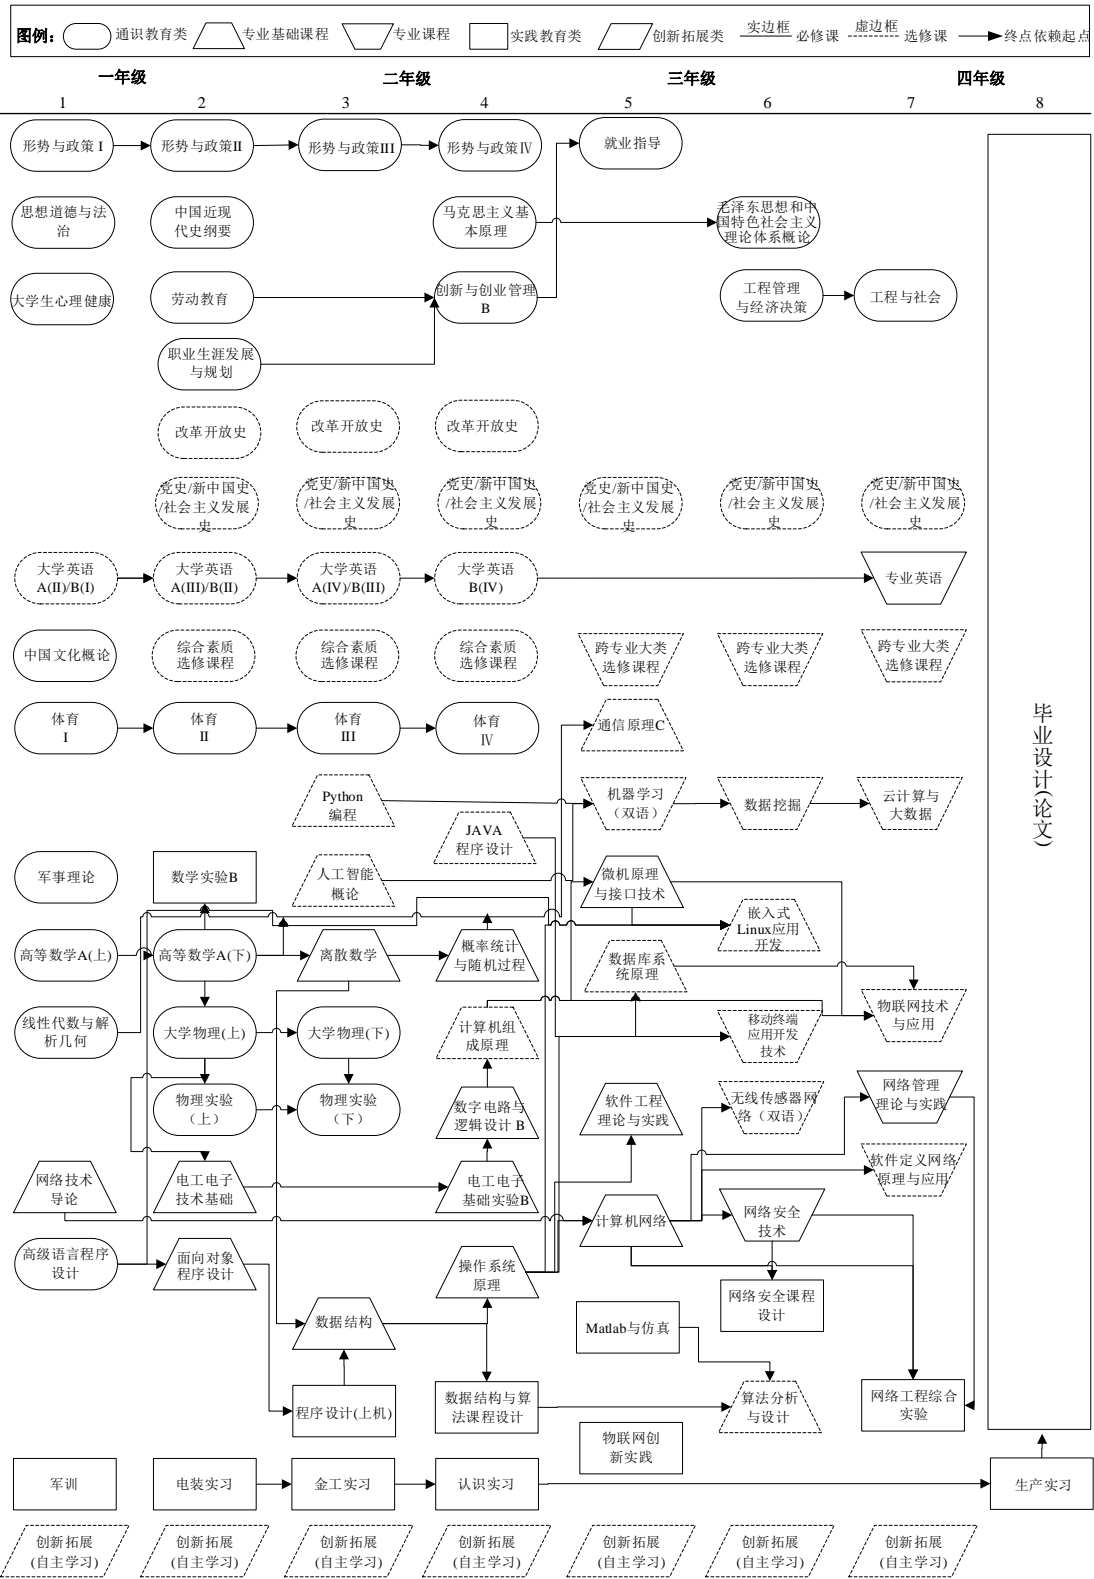 图例：
通识教育类
专业基础课程
专业课程
实践教育类
创新拓展类
实边框
必修课
虚边框
选修课
终点依赖起点
一年级
二年级
三年级
四年级
1
2
3
4
5
6
7
8
形势与政策 I
形势与政策II
形势与政策III
形势与政策IV
就业指导
思想道德与法
治
中国近现
代史纲要
马克思主义基
本原理
毛泽东思想和中
国特色社会主义
理论体系概论
大学生心理健康
劳动教育
创新与创业管理
B
工程管理
与经济决策
工程与社会
职业生涯发展
与规划
改革开放史
改革开放史
改革开放史
党史/新中国史
/社会主义发展
史
党史/新中国史
/社会主义发展
史
党史/新中国史
/社会主义发展
史
党史/新中国史
/社会主义发展
史
党史/新中国史
/社会主义发展
史
党史/新中国史
/社会主义发展
史
大学英语
A(II)/B(I)
大学英语
A(III)/B(II)
大学英语
A(IV)/B(III)
大学英语
B(IV)
专业英语
中国文化概论
综合素质
选修课程
综合素质
选修课程
综合素质
选修课程
跨专业大类
选修课程
跨专业大类
选修课程
跨专业大类
选修课程
体育
I
体育
II
体育
III
体育
IV
通信原理C
Python
编程
机器学习
（双语）
数据挖掘
云计算与
大数据
JAVA
程序设计
军事理论
数学实验B
人工智能
概论
微机原理
与接口技术
嵌入式
Linux应用
开发
高等数学A(上)
高等数学A(下)
离散数学
概率统计
与随机过程
数据库系
统原理
线性代数与解
析几何
大学物理(上)
大学物理(下)
计算机组
成原理
移动终端
应用开发
技术
物联网技术
与应用
物理实验
（上）
物理实验
（下）
数字电路与
逻辑设计 B
软件工程
理论与实践
无线传感器网
络（双语）
网络管理
理论与实践
网络技术
导论
电工电子
技术基础
电工电子
基础实验B
计算机网络
网络安全
技术
软件定义网络
原理与应用
高级语言程序
设计
面向对象
程序设计
操作系统
原理
网络安全课程
设计
数据结构
Matlab与仿真
程序设计(上机)
数据结构与算
法课程设计
算法分析
与设计
网络工程综合
实验
物联网创
新实践
毕业设计(论文)
军训
电装实习
金工实习
认识实习
生产实习
创新拓展
(自主学习)
创新拓展
(自主学习)
创新拓展
(自主学习)
创新拓展
(自主学习)
创新拓展
(自主学习)
创新拓展
(自主学习)
创新拓展
(自主学习)